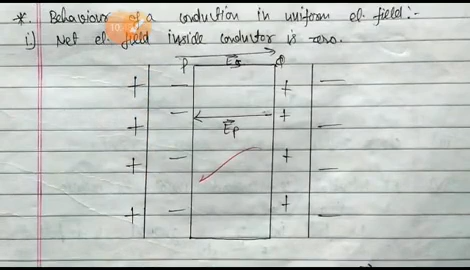 * Behaviour of a conduction in uniform el. field :-
i) Net el. field inside conductor is zero.
P
Q
+ - + -
+ - + -
Ep
+ - + -
+ - + -